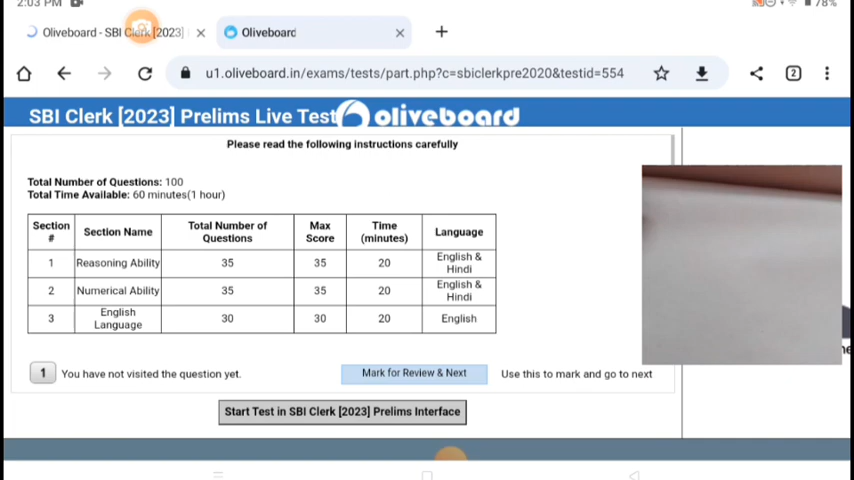 2:03 PM
78%
Oliveboard - SBI Clerk [2023]
Oliveboard
u1.oliveboard.in/exams/tests/part.php?c=sbiclerkpre2020&testid=554
2
SBI Clerk [2023] Prelims Live Test
oliveboard
Please read the following instructions carefully
Total Number of Questions: 100
Total Time Available: 60 minutes(1 hour)
Section # Section Name Total Number of Questions Max Score Time (minutes) Language
1 Reasoning Ability 35 35 20 English & Hindi
2 Numerical Ability 35 35 20 English & Hindi
3 English Language 30 30 20 English
1 You have not visited the question yet. Mark for Review & Next Use this to mark and go to next
Start Test in SBI Clerk [2023] Prelims Interface